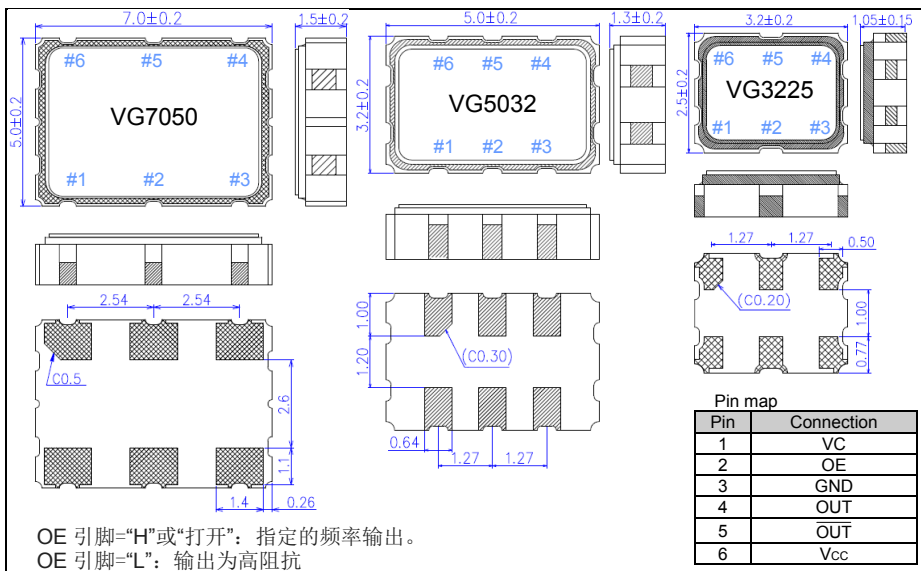 7.0±0.2
1.5±0.2
5.0±0.2
#6 #5 #4
VG7050
#1 #2 #3
2.54 2.54
C0.5
2.6
1.1
1.4 0.26
5.0±0.2
1.3±0.2
3.2±0.2
#6 #5 #4
VG5032
#1 #2 #3
1.00
1.20
(C0.30)
0.64
1.27 1.27
3.2±0.2
1.05±0.15
2.5±0.2
#6 #5 #4
VG3225
#1 #2 #3
1.27 1.27 0.50
(C0.20)
1.00
0.77
Pin map
Pin Connection
1 VC
2 OE
3 GND
4 OUT
5 O̅U̅T̅
6 Vcc
OE 引脚=“H”或“打开”：指定的频率输出。
OE 引脚=“L”：输出为高阻抗